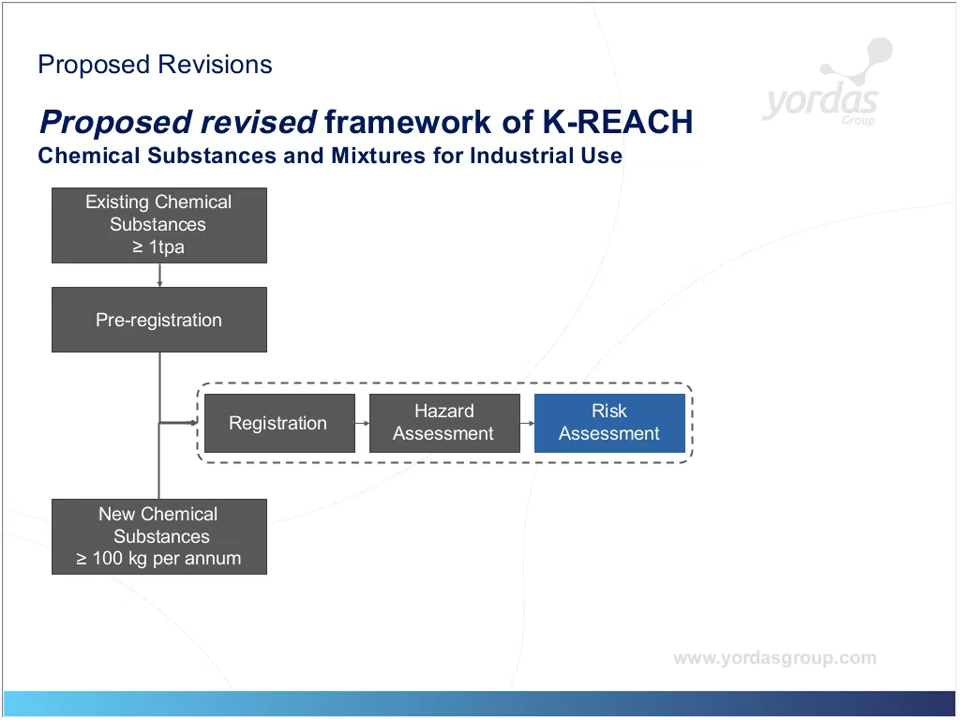 Proposed Revisions
yordas
Group
Proposed revised framework of K-REACH
Chemical Substances and Mixtures for Industrial Use
Existing Chemical
Substances
≥ 1tpa
Pre-registration
Registration
Hazard
Assessment
Risk
Assessment
New Chemical
Substances
≥ 100 kg per annum
www.yordasgroup.com